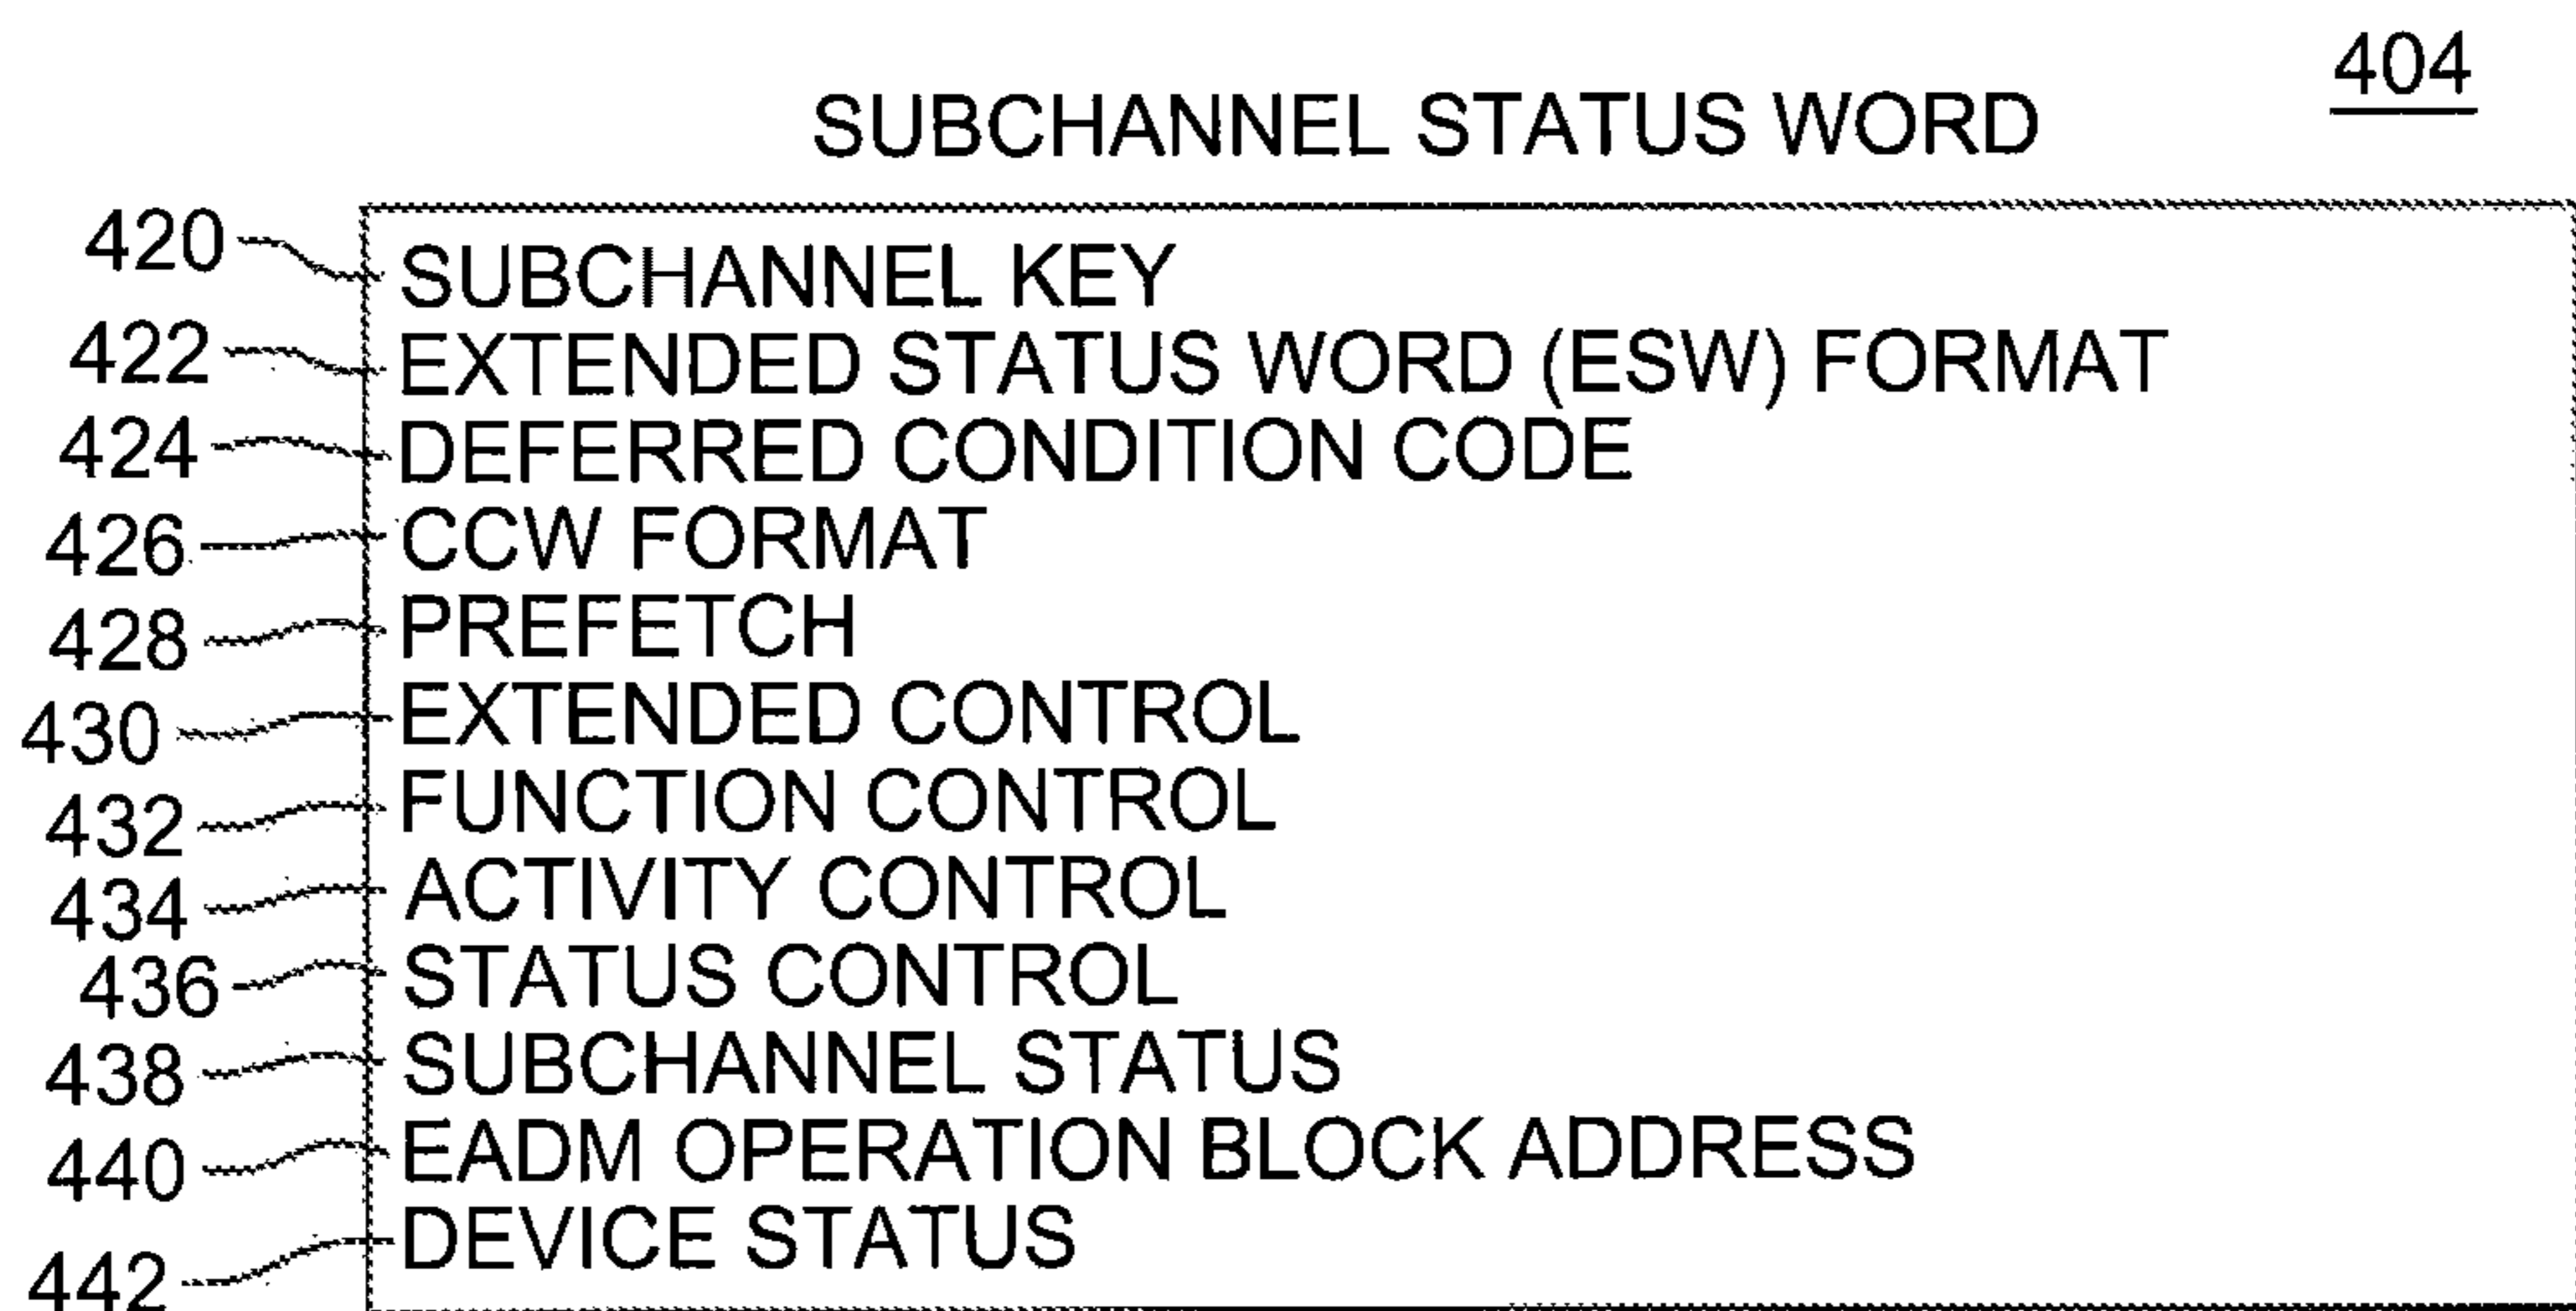 404
SUBCHANNEL STATUS WORD
420 SUBCHANNEL KEY
422 EXTENDED STATUS WORD (ESW) FORMAT
424 DEFERRED CONDITION CODE
426 CCW FORMAT
428 PREFETCH
430 EXTENDED CONTROL
432 FUNCTION CONTROL
434 ACTIVITY CONTROL
436 STATUS CONTROL
438 SUBCHANNEL STATUS
440 EADM OPERATION BLOCK ADDRESS
442 DEVICE STATUS